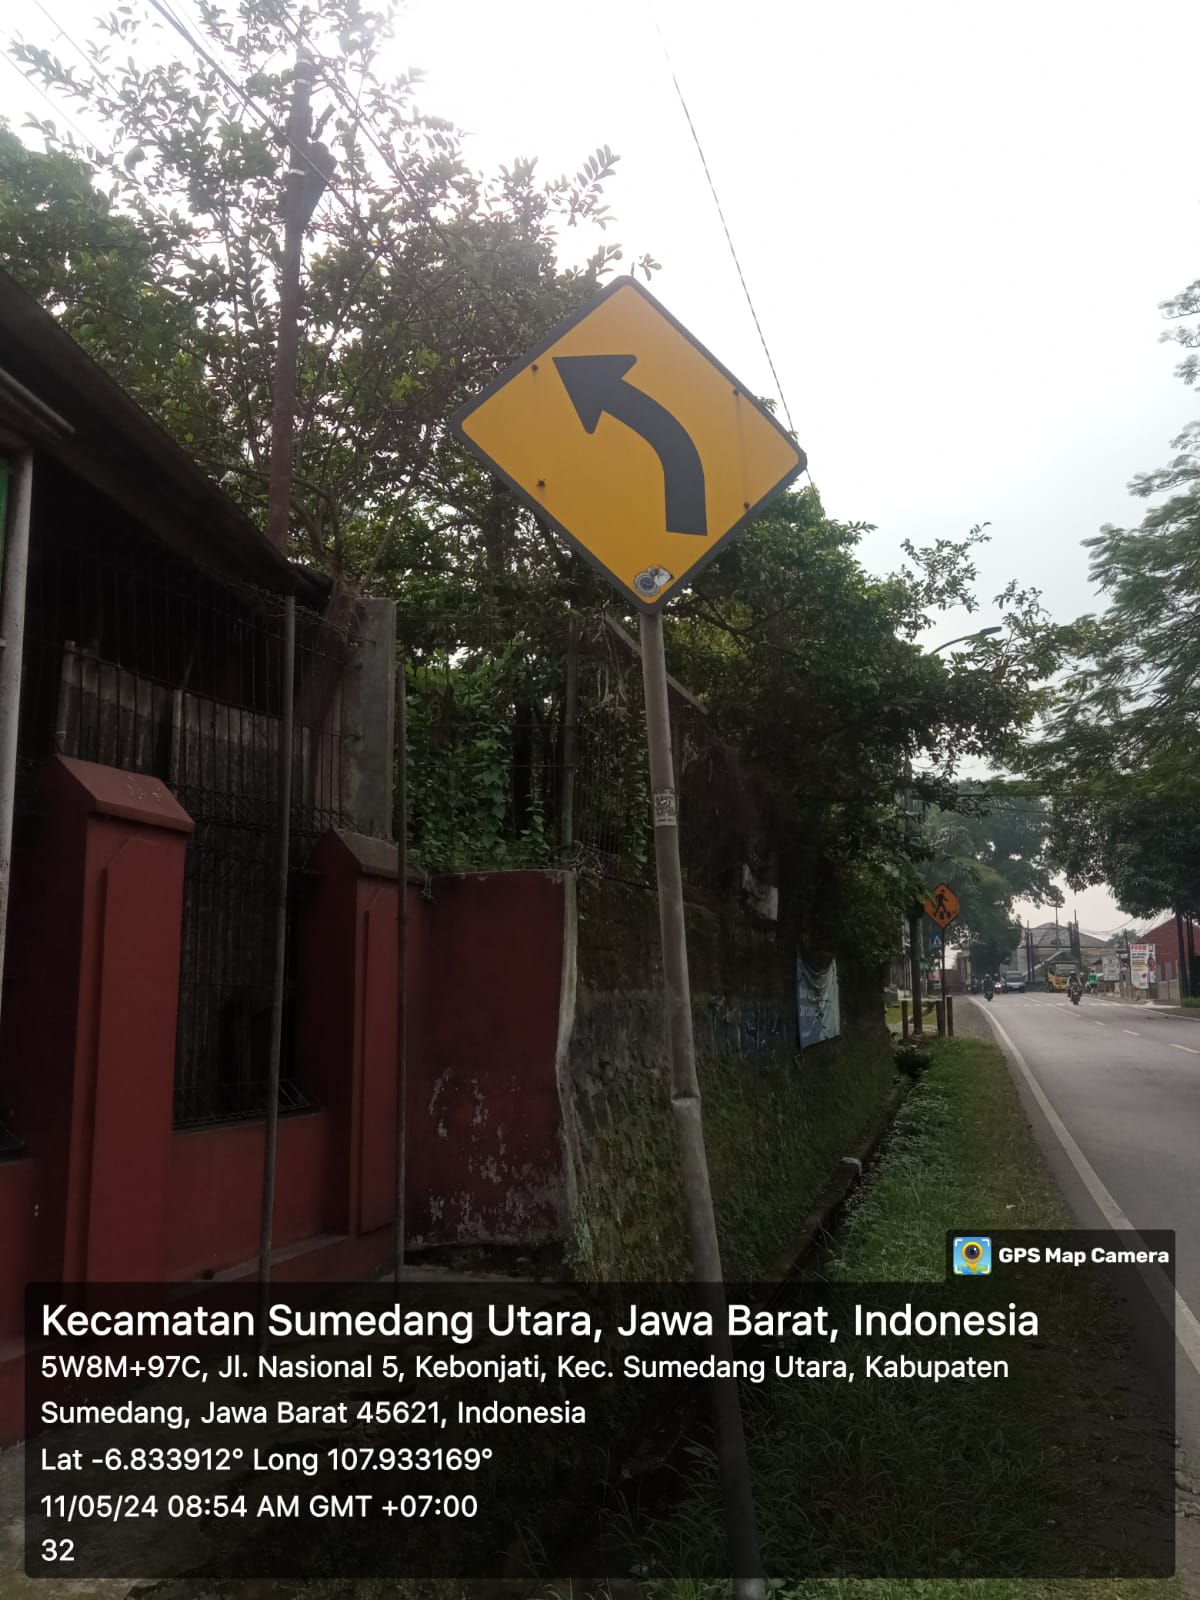 GPS Map Camera
Kecamatan Sumedang Utara, Jawa Barat, Indonesia
5W8M+97C, Jl. Nasional 5, Kebonjati, Kec. Sumedang Utara, Kabupaten
Sumedang, Jawa Barat 45621, Indonesia
Lat -6.833912° Long 107.933169°
11/05/24 08:54 AM GMT +07:00
32